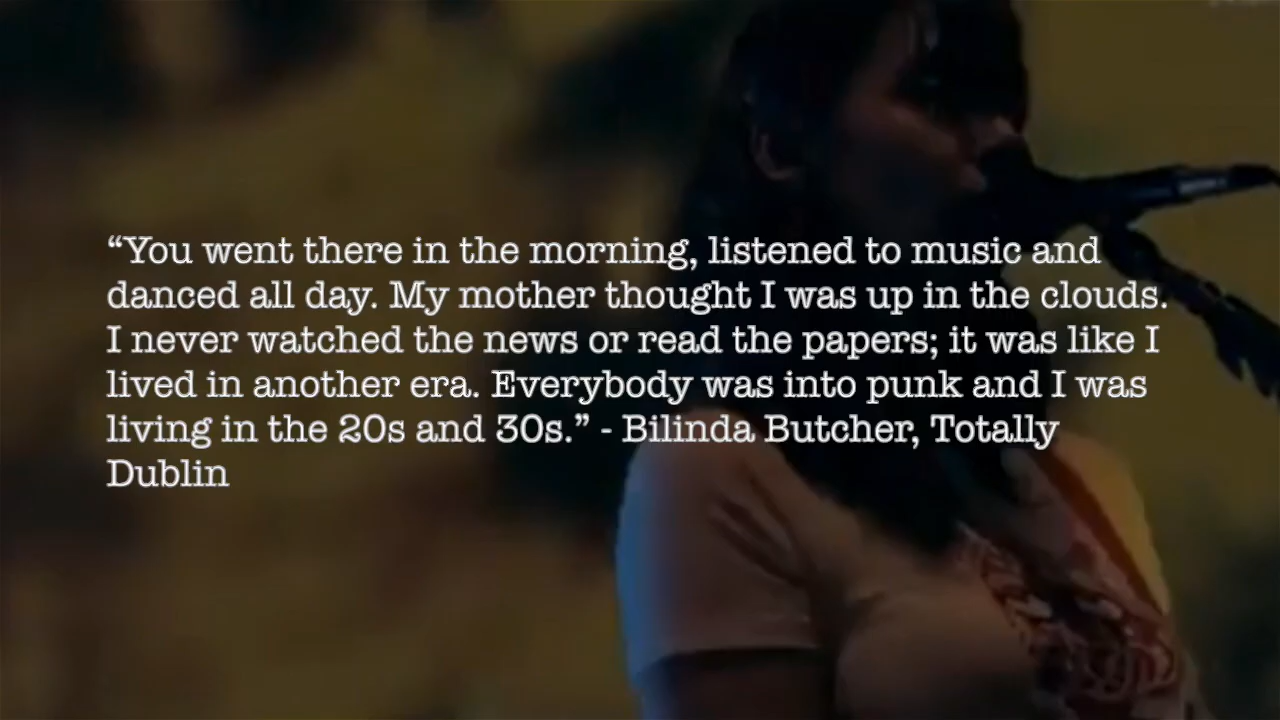 “You went there in the morning, listened to music and
danced all day. My mother thought I was up in the clouds.
I never watched the news or read the papers; it was like I
lived in another era. Everybody was into punk and I was
living in the 20s and 30s.” - Bilinda Butcher, Totally
Dublin